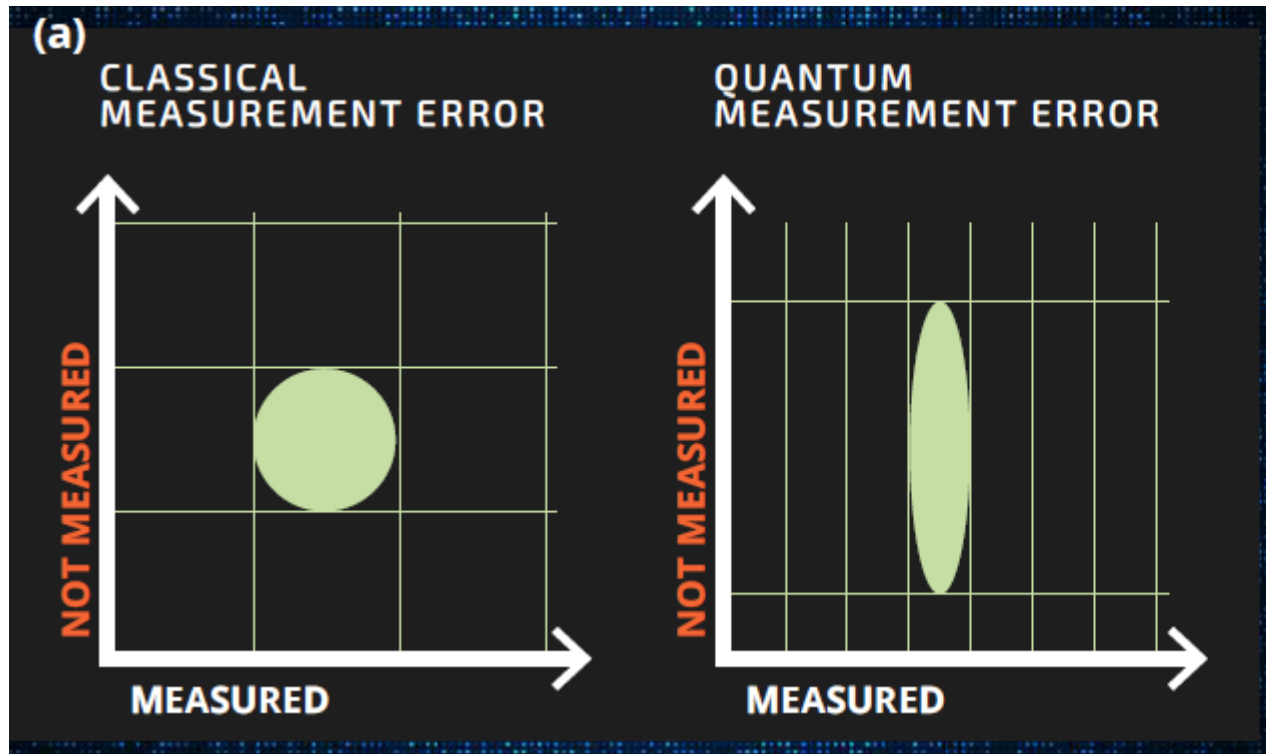 (a)
CLASSICAL
MEASUREMENT ERROR
NOT MEASURED
MEASURED
QUANTUM
MEASUREMENT ERROR
NOT MEASURED
MEASURED